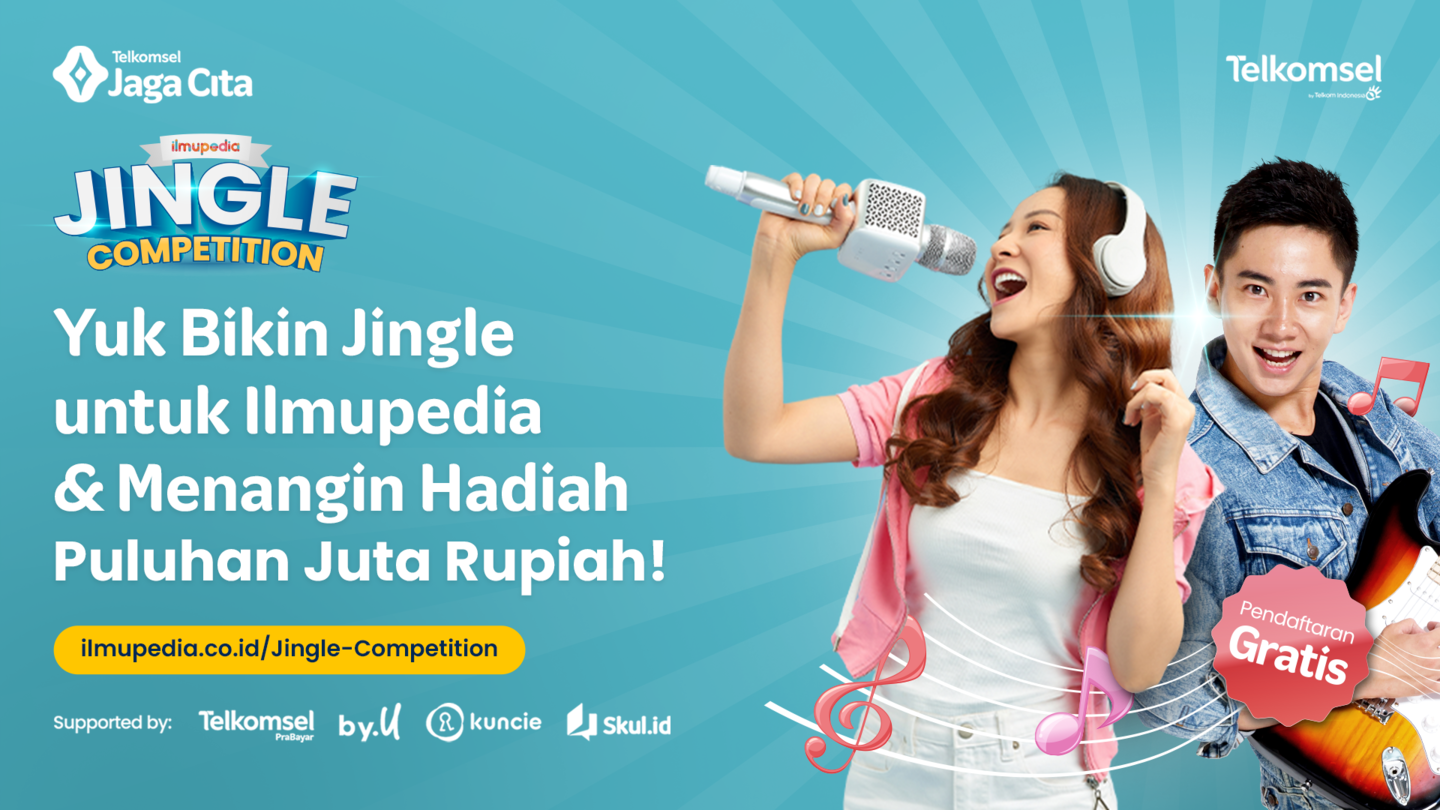 Telkomsel
Jaga Cita
Telkomsel
by Telkom Indonesia
ilmupedia
JINGLE
COMPETITION
Yuk Bikin Jingle
untuk Ilmupedia
& Menangin Hadiah
Puluhan Juta Rupiah!
ilmupedia.co.id/Jingle-Competition
Supported by:
Telkomsel
PraBayar
by.U
kuncie
Skul.id
Pendaftaran
Gratis